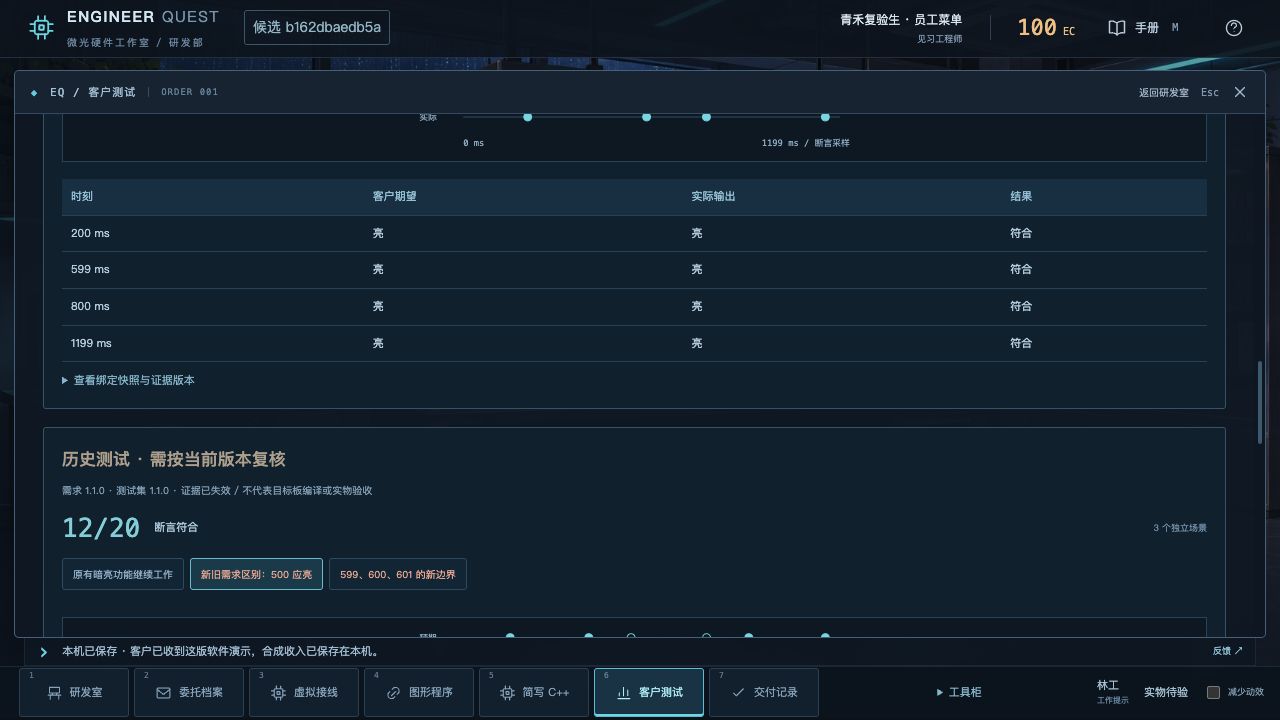 ENGINEER QUEST
微光硬件工作室 / 研发部
候选 b162dbaedb5a
青禾复验生 · 员工菜单
见习工程师
100 EC
手册 M
EQ / 客户测试 ORDER 001
返回研发室 Esc
实际
0 ms 1199 ms / 断言采样
时刻 客户期望 实际输出 结果
200 ms 亮 亮 符合
599 ms 亮 亮 符合
800 ms 亮 亮 符合
1199 ms 亮 亮 符合
查看绑定快照与证据版本
历史测试 · 需按当前版本复核
需求 1.1.0 · 测试集 1.1.0 · 证据已失效 / 不代表目标板编译或实物验收
12/20 断言符合 3 个独立场景
原有暗亮功能继续工作 新旧需求区别：500 应亮 599、600、601 的新边界
本机已保存 · 客户已收到这版软件演示，合成收入已保存在本机。 反馈
1 研发室 2 委托档案 3 虚拟接线 4 图形程序 5 简写 C++ 6 客户测试 7 交付记录
工具柜
林工
工作提示
实物待验
减少动效